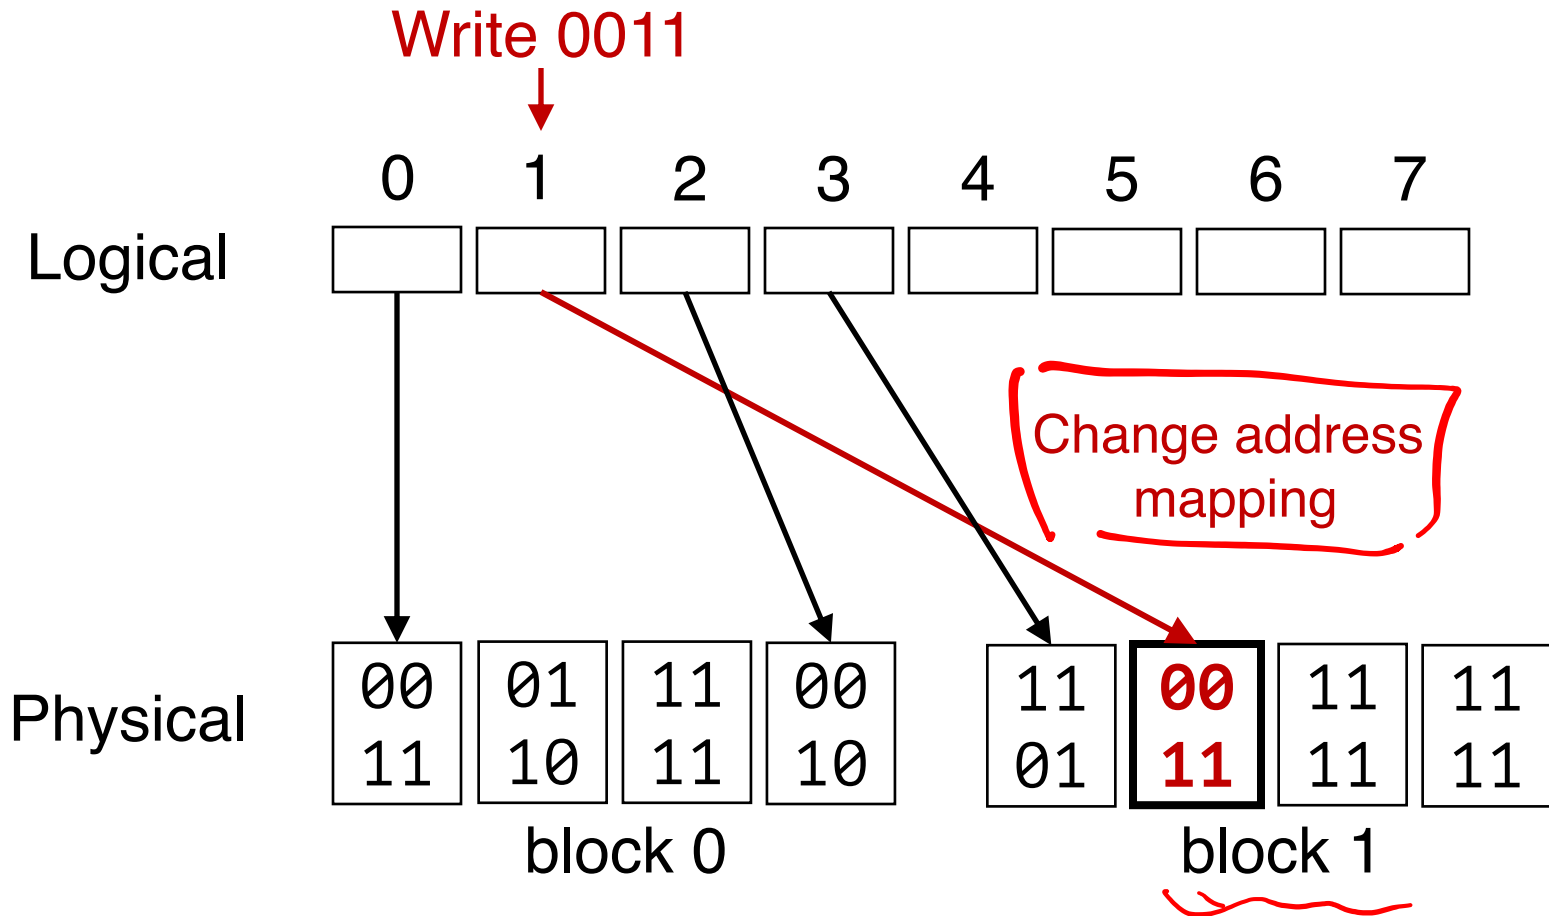 Write 0011
0 1 2 3 4 5 6 7
Logical
Change address
mapping
Physical
00 01 11 00 11 00 11 11
11 10 11 10 01 11 11 11
block 0 block 1